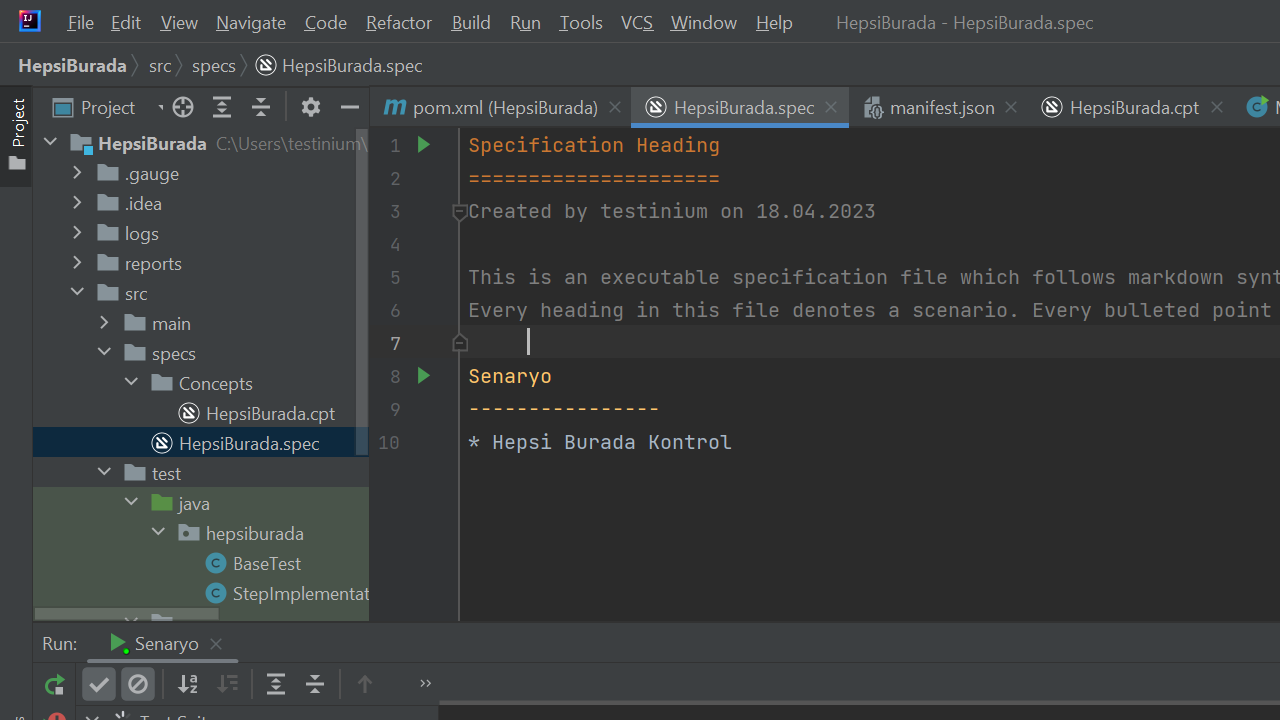 File Edit View Navigate Code Refactor Build Run Tools VCS Window Help HepsiBurada - HepsiBurada.spec
HepsiBurada src specs HepsiBurada.spec
Project
Project
pom.xml (HepsiBurada) HepsiBurada.spec manifest.json HepsiBurada.cpt
HepsiBurada C:\Users\testinium\
.gauge
.idea
logs
reports
src
main
specs
Concepts
HepsiBurada.cpt
HepsiBurada.spec
test
java
hepsiburada
BaseTest
StepImplementat
1 Specification Heading
2 =====================
3 Created by testinium on 18.04.2023
4
5 This is an executable specification file which follows markdown synt
6 Every heading in this file denotes a scenario. Every bulleted point
7
8 Senaryo
9 ----------------
10 * Hepsi Burada Kontrol
Run: Senaryo